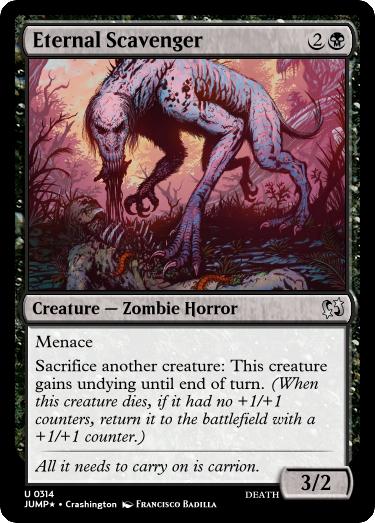 Eternal Scavenger 2
Creature — Zombie Horror
Menace
Sacrifice another creature: This creature
gains undying until end of turn. (When
this creature dies, if it had no +1/+1
counters, return it to the battlefield with a
+1/+1 counter.)
All it needs to carry on is carrion.
3/2
U 0314
JUMP★ • Crashington Francisco Badilla
DEATH